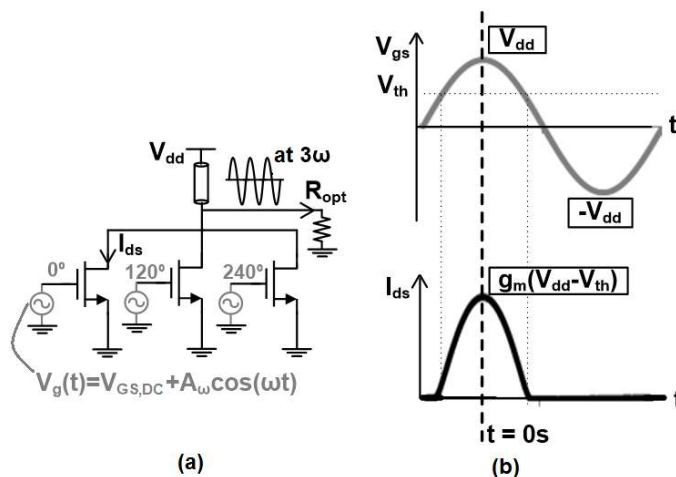 V_dd
at 3ω
R_opt
I_ds
0º
120º
240º
V_g(t)=V_GS,DC+A_ωcos(ωt)
(a)
V_gs
V_dd
V_th
t
-V_dd
I_ds
g_m(V_dd-V_th)
t
t = 0s
(b)